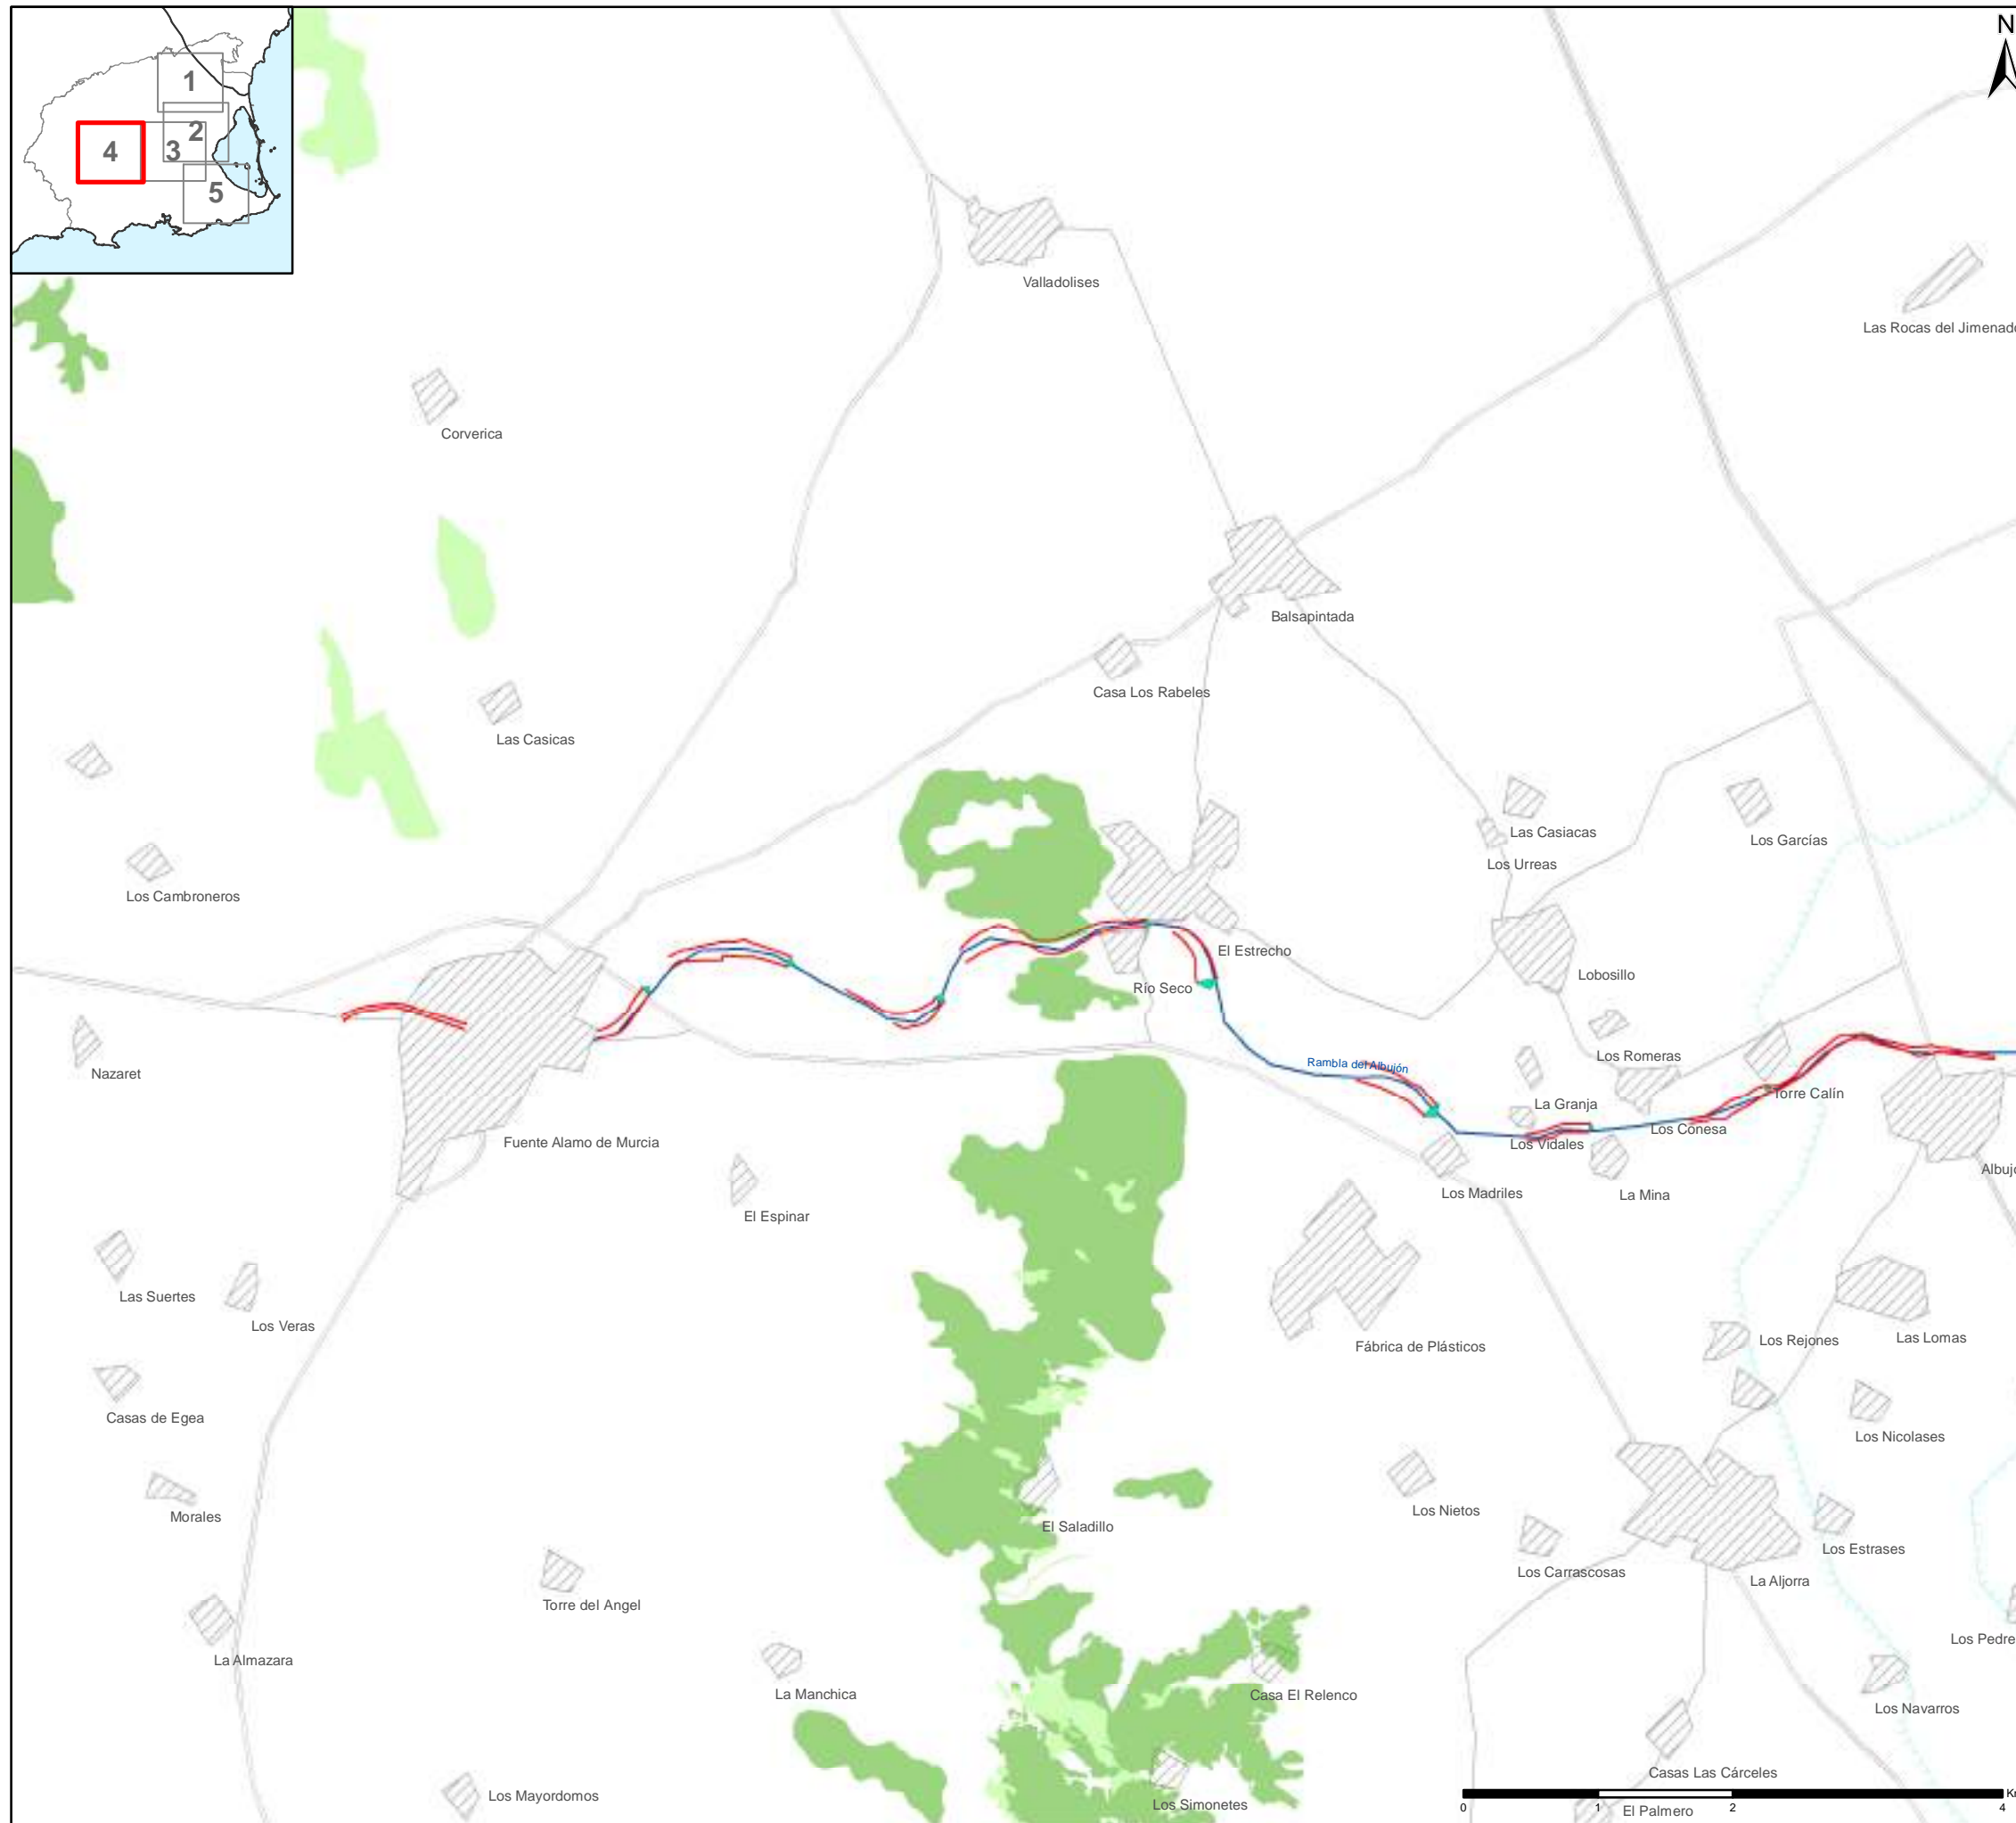 1
2
3
4
5
N
Valladolises
Las Rocas del Jimenado
Corverica
Balsapintada
Casa Los Rabeles
Las Casicas
Las Casiacas
Los Garcías
Los Urreas
Los Cambroneros
El Estrecho
Lobosillo
Río Seco
Los Romeras
Rambla del Albujón
Nazaret
Torre Calín
La Granja
Los Conesa
Fuente Alamo de Murcia
Los Vidales
Albujó
Los Madriles
La Mina
El Espinar
Las Suertes
Los Veras
Fábrica de Plásticos
Los Rejones
Las Lomas
Casas de Egea
Los Nicolases
Morales
Los Nietos
El Saladillo
Los Estrases
Los Carrascosas
La Aljorra
Torre del Angel
Los Pedre
La Almazara
La Manchica
Casa El Relenco
Los Navarros
Casas Las Cárceles
Los Mayordomos
Los Simonetes
El Palmero
0 1 2 4